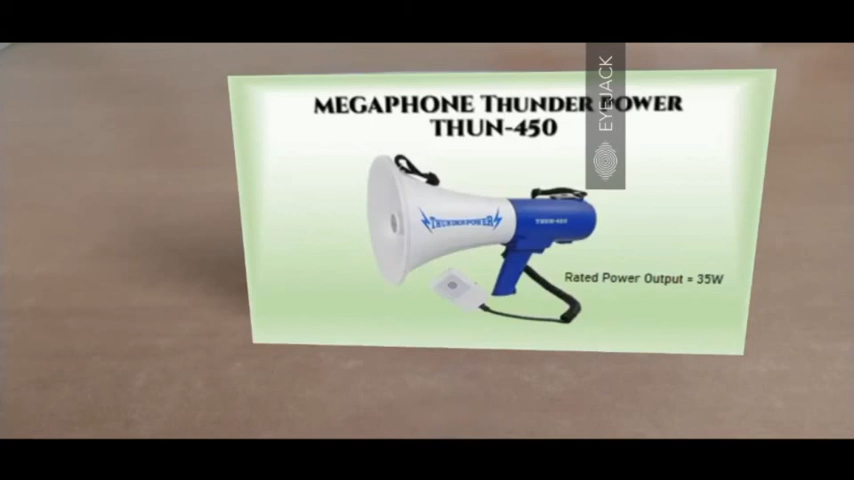 MEGAPHONE THUNDER POWER
THUN-450
EYEJACK
THUNDERPOWER
THUN-450
Rated Power Output = 35W